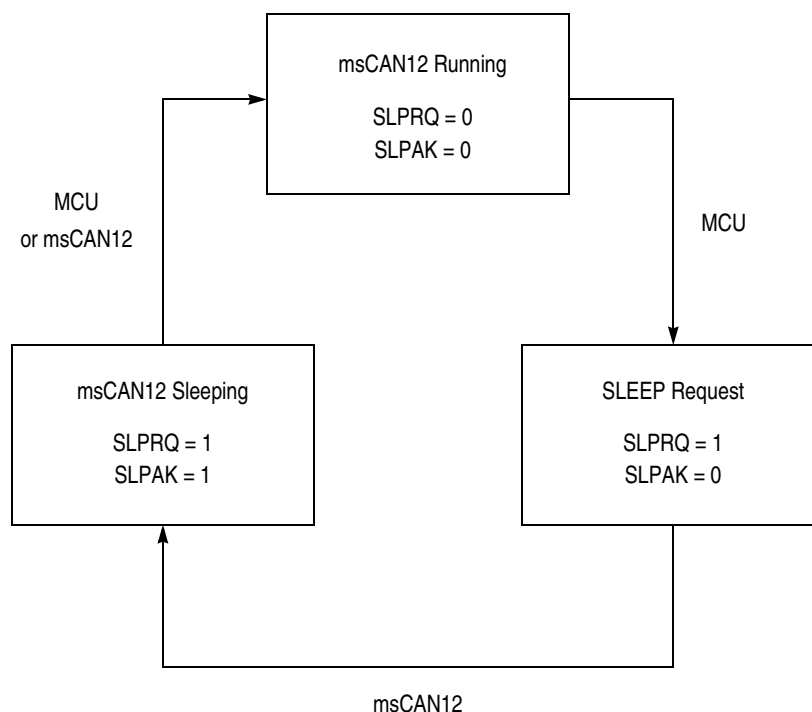 msCAN12 Running
SLPRQ = 0
SLPAK = 0
MCU
or msCAN12
MCU
msCAN12 Sleeping
SLPRQ = 1
SLPAK = 1
SLEEP Request
SLPRQ = 1
SLPAK = 0
msCAN12